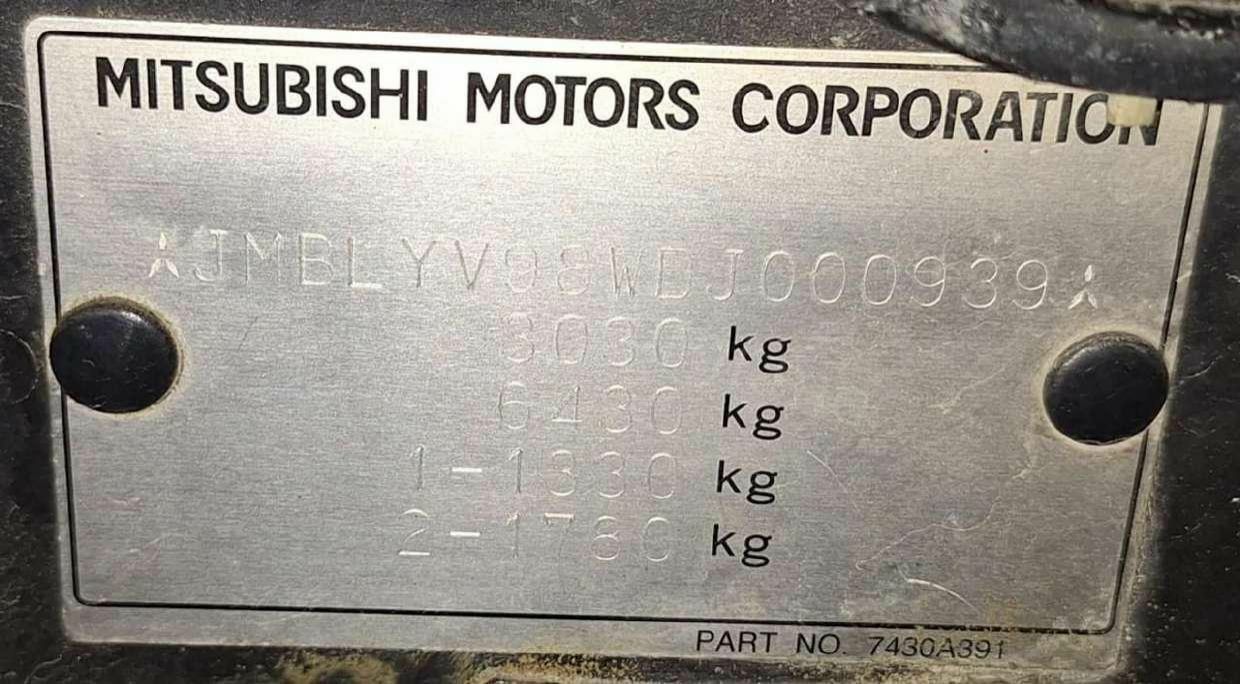 MITSUBISHI MOTORS CORPORATION
JMBLYV98WDJ000939
3030 kg
6430 kg
1-1330 kg
2-1780 kg
PART NO. 7430A391